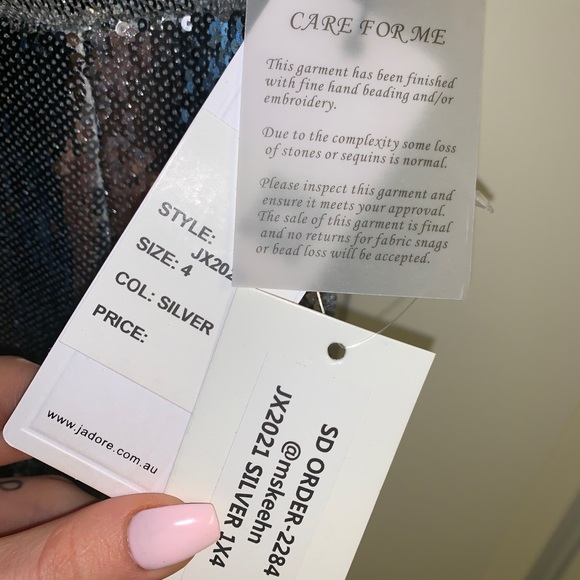 CARE FOR ME
This garment has been finished
with fine hand beading and/or
embroidery.
Due to the complexity some loss
of stones or sequins is normal.
Please inspect this garment and
ensure it meets your approval.
The sale of this garment is final
and no returns for fabric snags
or bead loss will be accepted.
STYLE:
JX202
SIZE: 4
COL: SILVER
PRICE:
www.jadore.com.au
SD ORDER-2284
@mskeehn
JX2021 SILVER 1X4